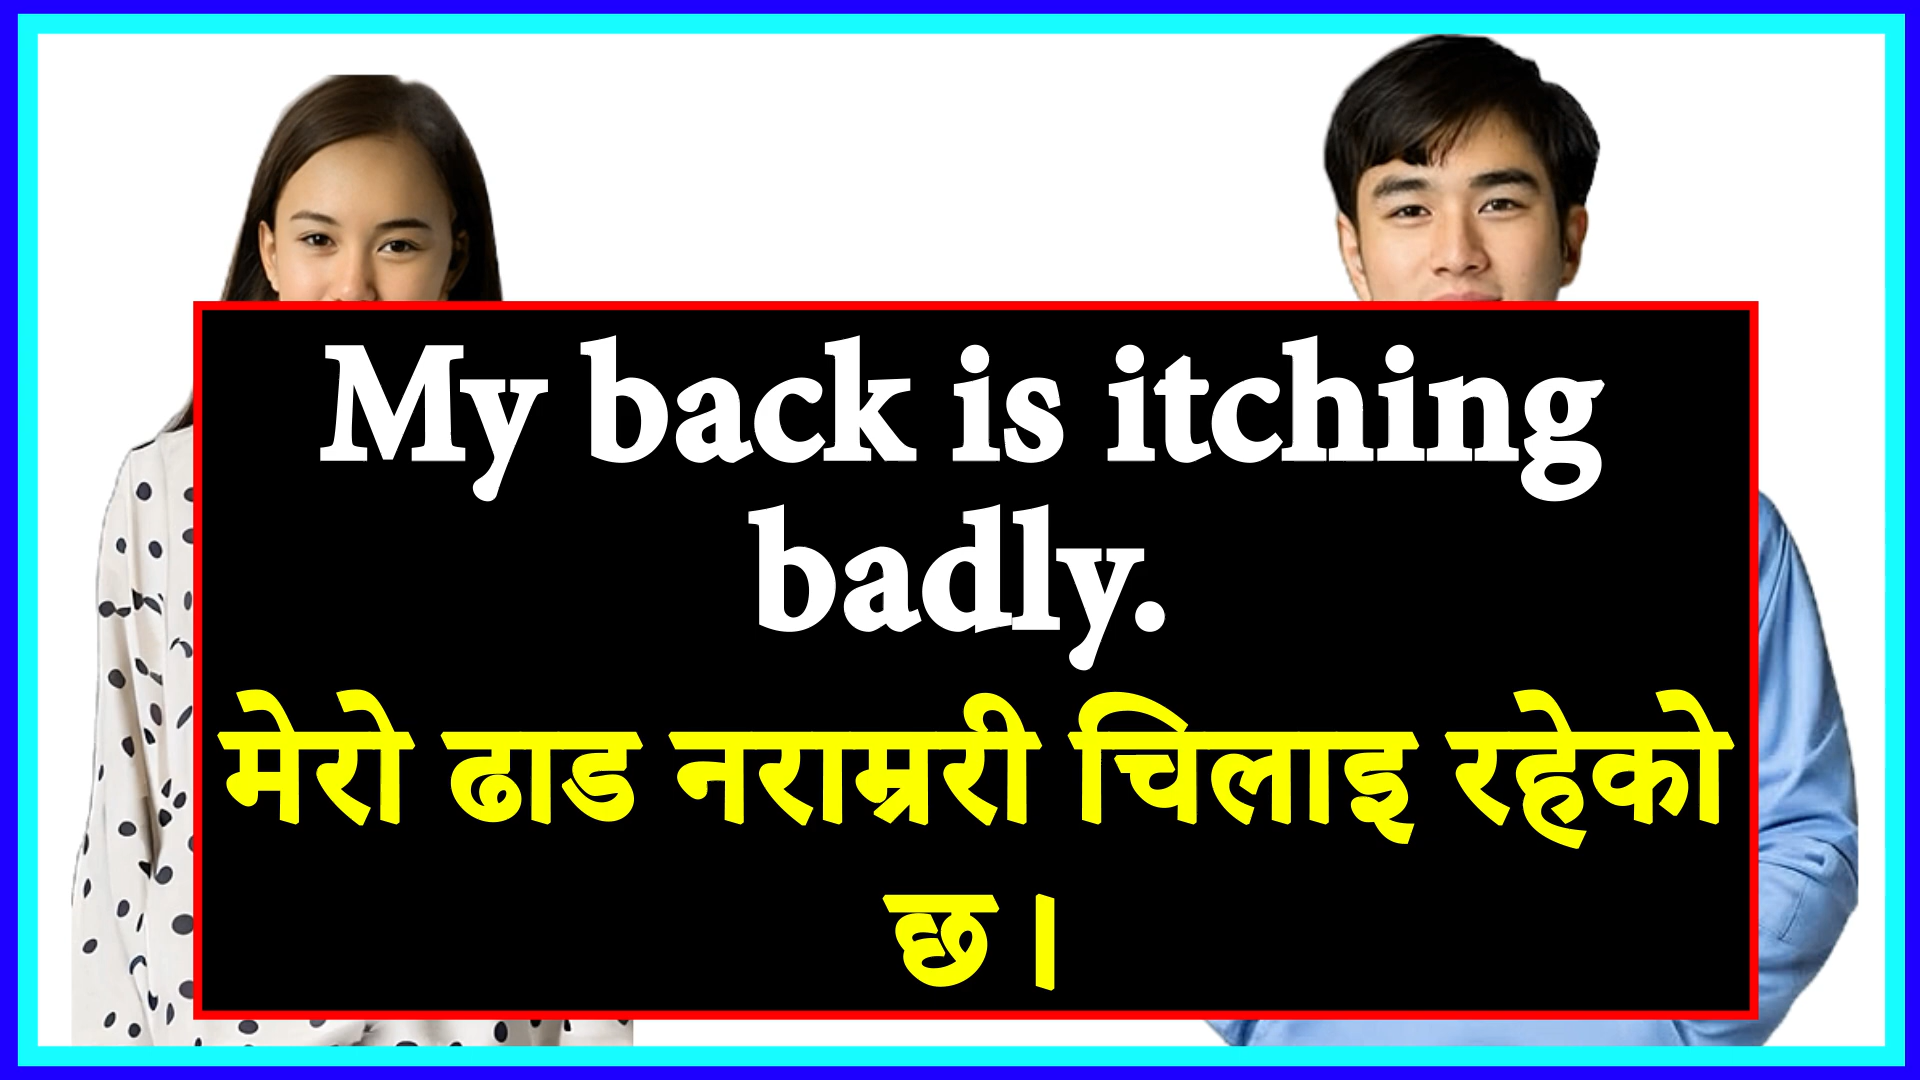 My back is itching
badly.
मेरो ढाड नराम्ररी चिलाइ रहेको
छ ।